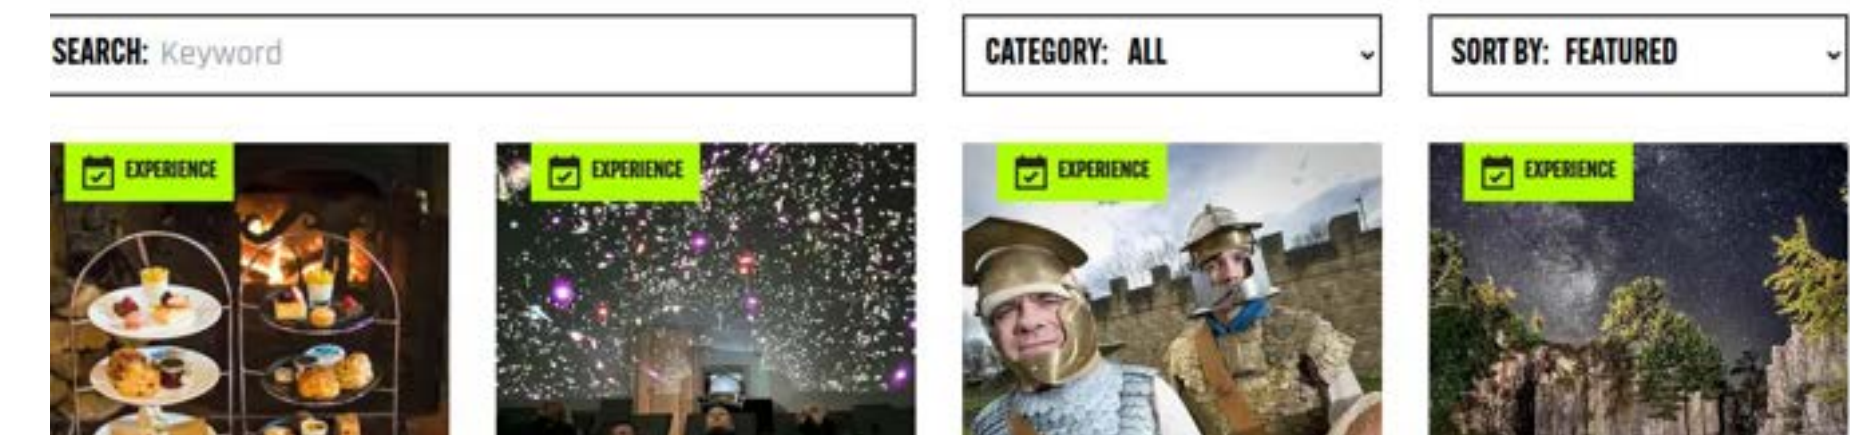 SEARCH: Keyword
CATEGORY: ALL
SORT BY: FEATURED
EXPERIENCE
EXPERIENCE
EXPERIENCE
EXPERIENCE